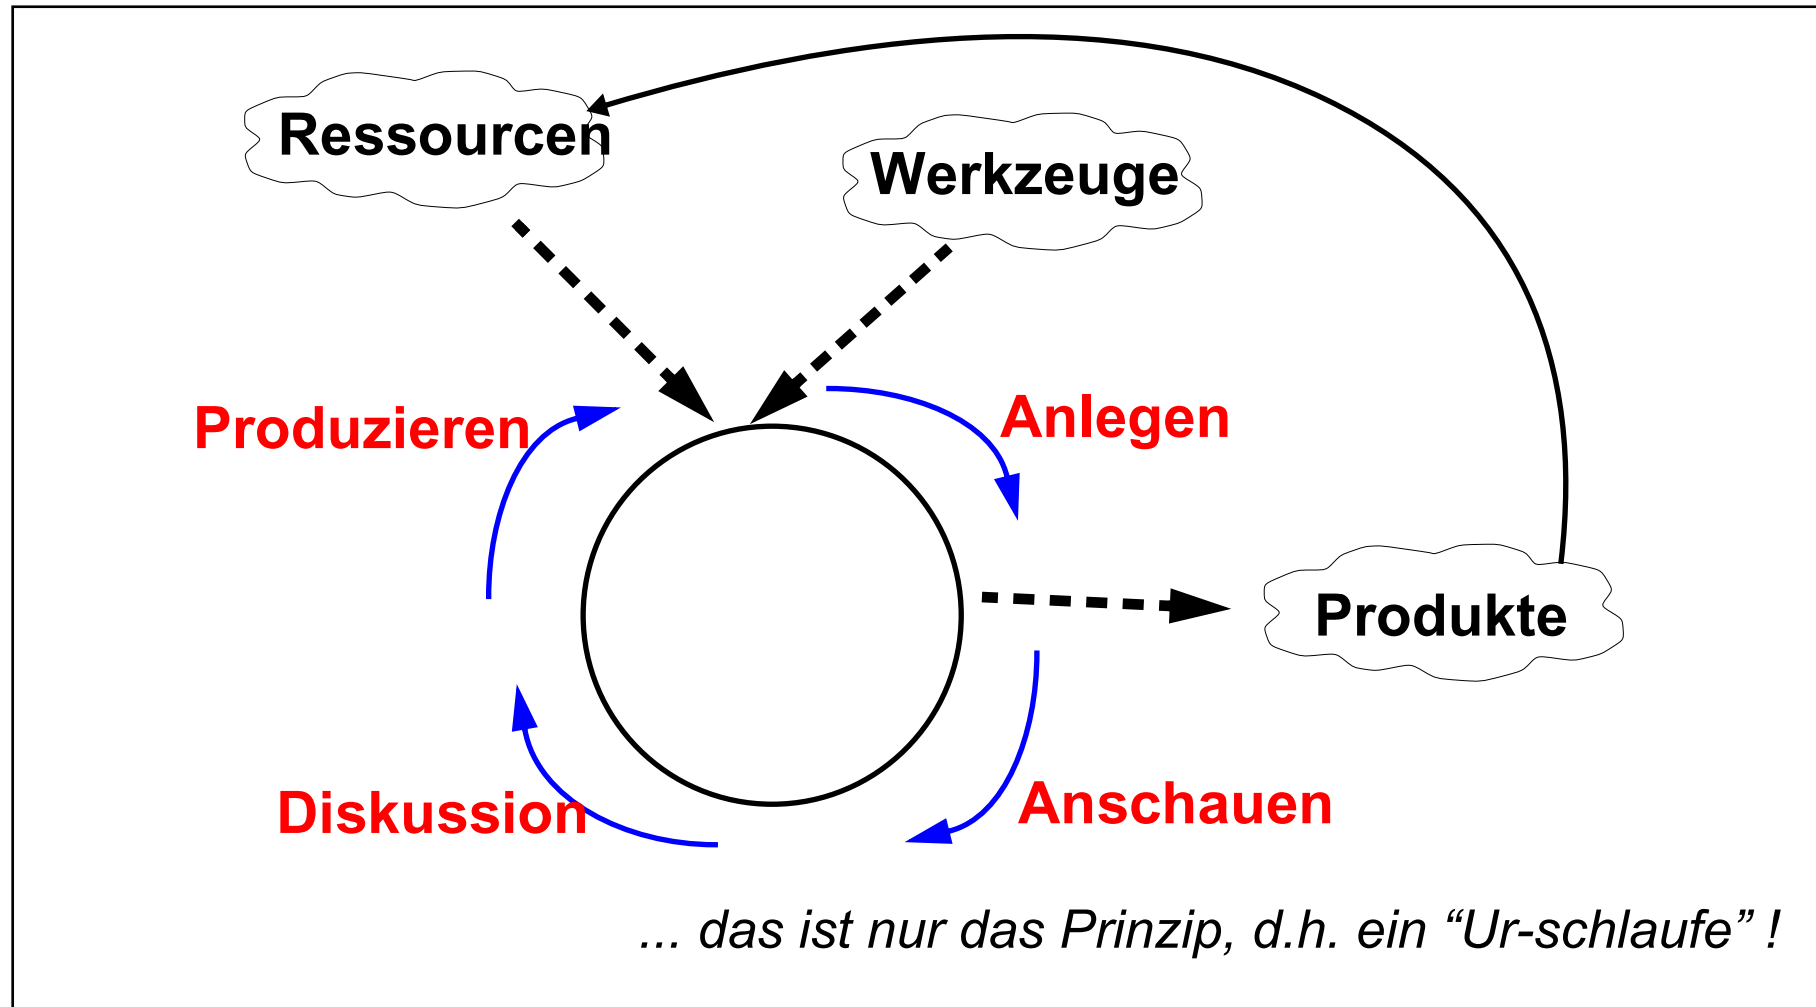 Ressourcen
Werkzeuge
Produzieren
Anlegen
Produkte
Diskussion
Anschauen
... das ist nur das Prinzip, d.h. ein “Ur-schlaufe” !